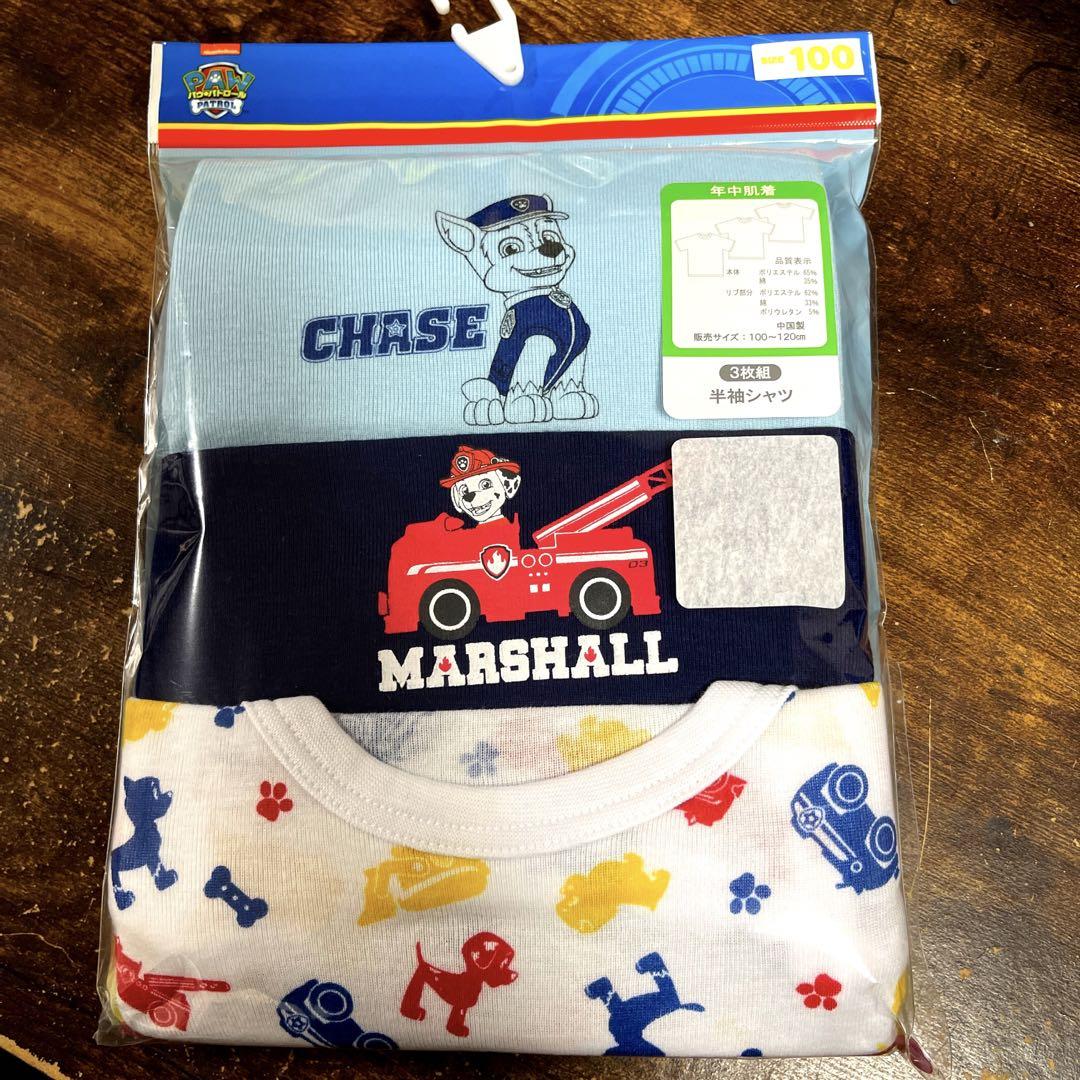 nickelodeon
PAW
パウ・パトロール
PATROL
SIZE 100
CHASE
年中肌着
品質表示
本体 ポリエステル 65%
綿 35%
リブ部分 ポリエステル 62%
綿 33%
ポリウレタン 5%
中国製
販売サイズ:100~120㎝
3枚組
半袖シャツ
03
MARSHALL